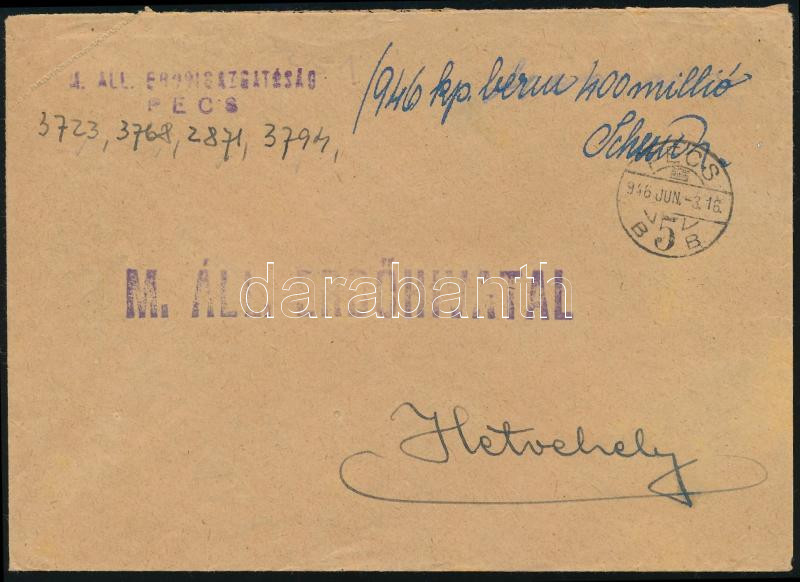 M. ÁLL. ERDŐIGAZGATÓSÁG
PÉCS
3723, 3768, 2871, 3794,
1946 kp. bérm 400 millió
PÉCS
946 JUN. -3. 16.
B 5 B
M. ÁLL. ERDŐHIVATAL
darabanth
Hetvehely